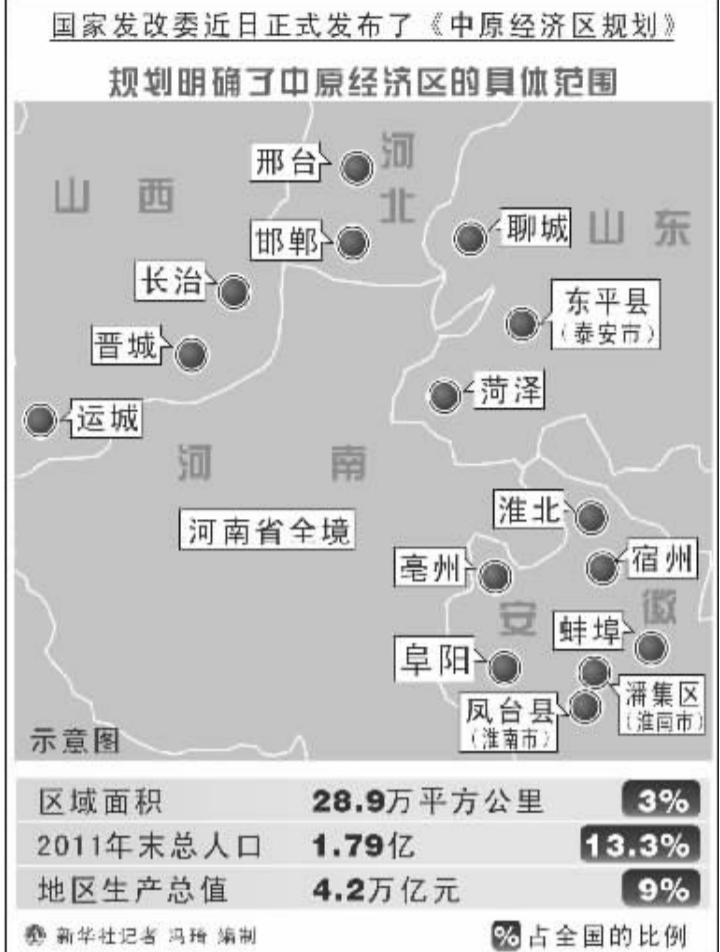 国家发改委近日正式发布了《中原经济区规划》
规划明确了中原经济区的具体范围
山西
河北
山东
邢台
邯郸
聊城
长治
东平县
(泰安市)
晋城
菏泽
运城
河南
河南省全境
淮北
亳州
宿州
安徽
蚌埠
阜阳
潘集区
(淮南市)
凤台县
(淮南市)
示意图
区域面积 28.9万平方公里 3%
2011年末总人口 1.79亿 13.3%
地区生产总值 4.2万亿元 9%
新华社记者 冯琦 编制
% 占全国的比例